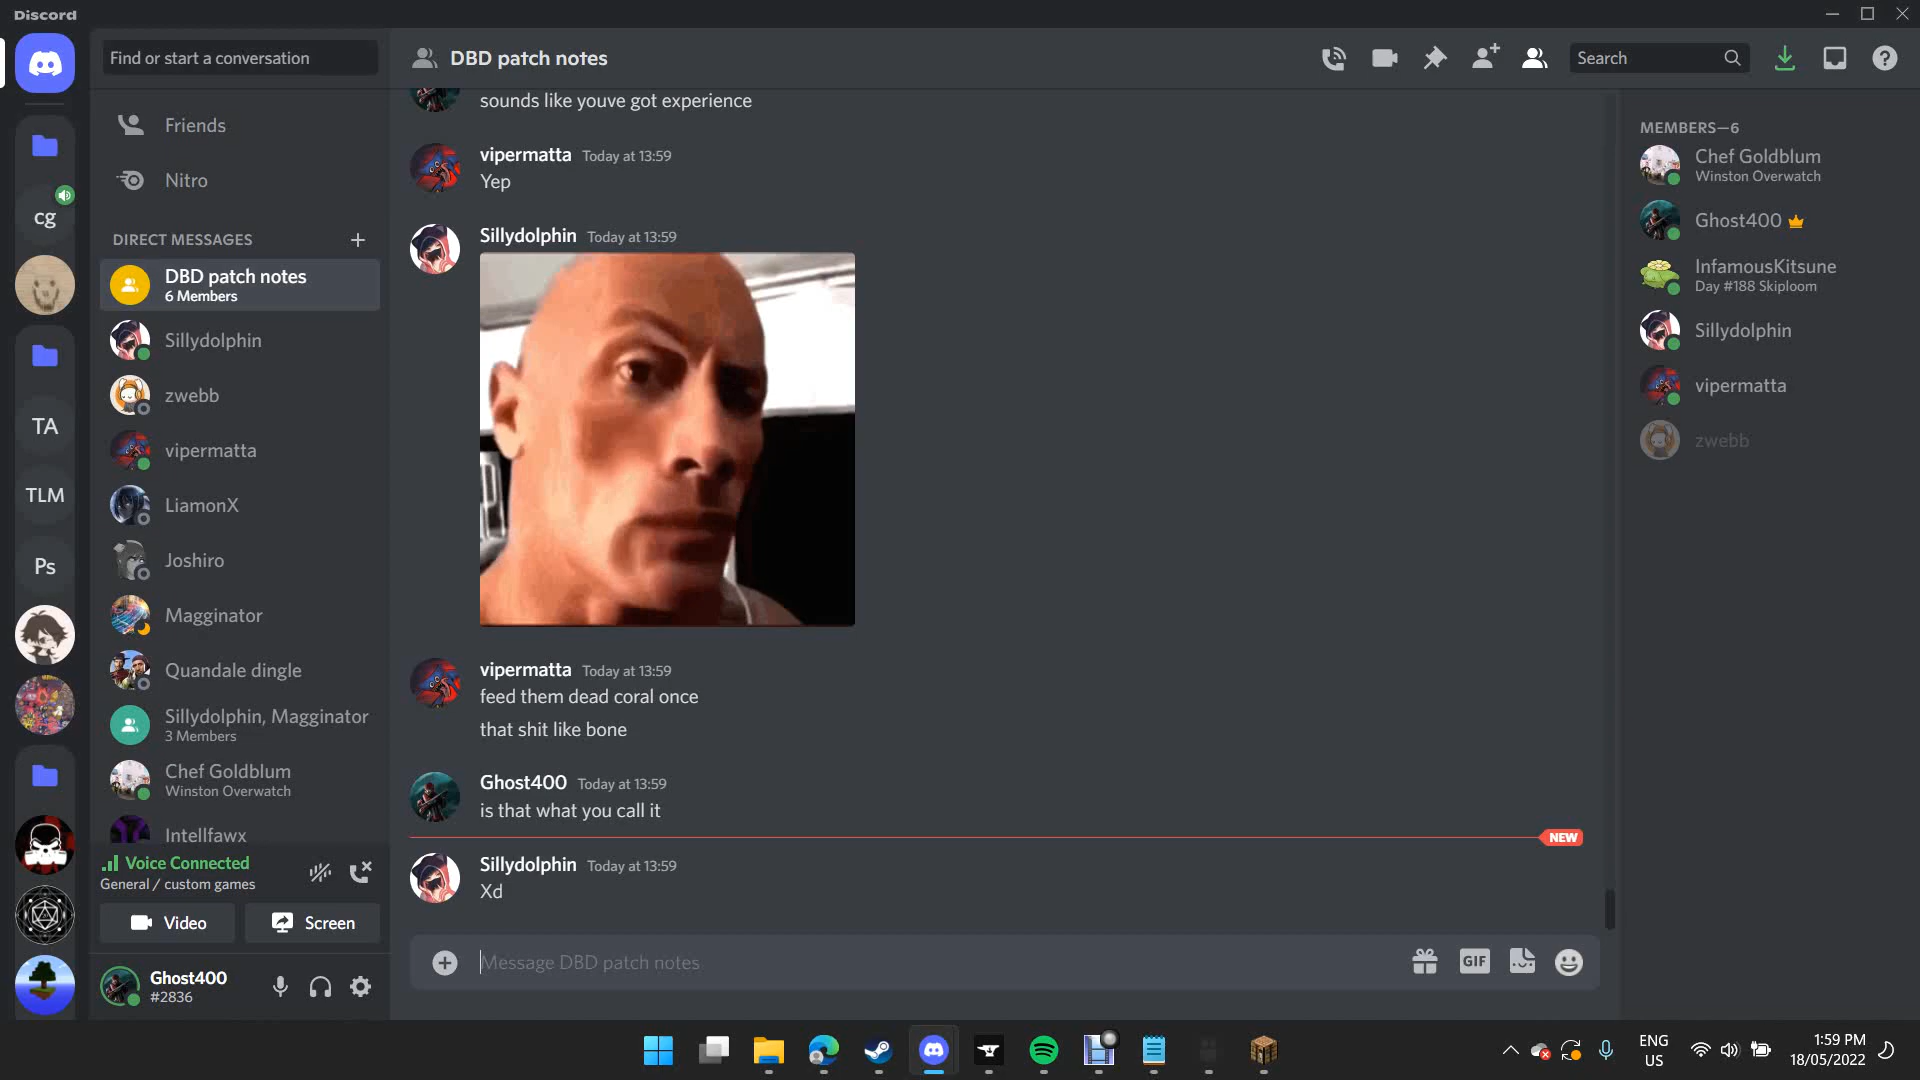 Discord
Find or start a conversation
Friends
Nitro
DIRECT MESSAGES
DBD patch notes
6 Members
Sillydolphin
zwebb
vipermatta
LiamonX
Joshiro
Magginator
Quandale dingle
Sillydolphin, Magginator
3 Members
Chef Goldblum
Winston Overwatch
Intellfawx
Voice Connected
General / custom games
Video
Screen
Ghost400
#2836
cg
TA
TLM
Ps
DBD patch notes
Search
sounds like youve got experience
vipermatta Today at 13:59
Yep
Sillydolphin Today at 13:59
vipermatta Today at 13:59
feed them dead coral once
that shit like bone
Ghost400 Today at 13:59
is that what you call it
NEW
Sillydolphin Today at 13:59
Xd
Message DBD patch notes
GIF
MEMBERS—6
Chef Goldblum
Winston Overwatch
Ghost400
InfamousKitsune
Day #188 Skiploom
Sillydolphin
vipermatta
zwebb
ENG
US
1:59 PM
18/05/2022